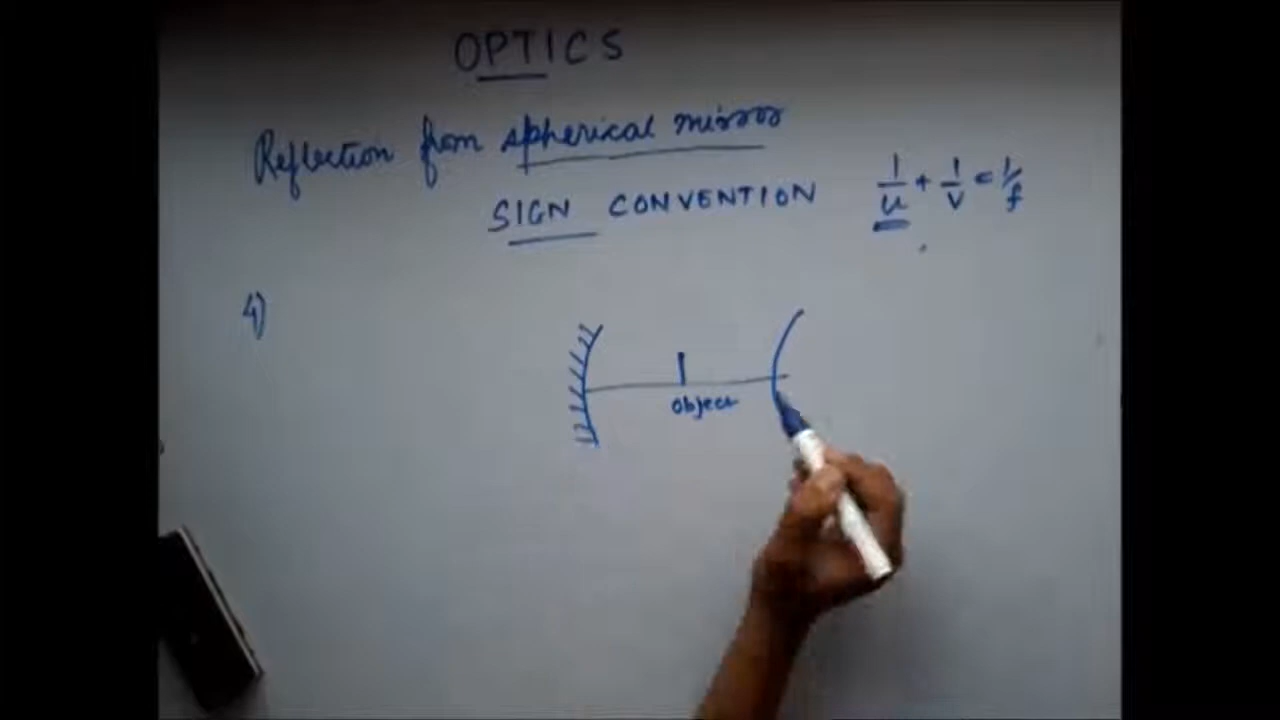 OPTICS
Reflection from spherical mirror
SIGN CONVENTION
1/u + 1/v = 1/f
4)
object